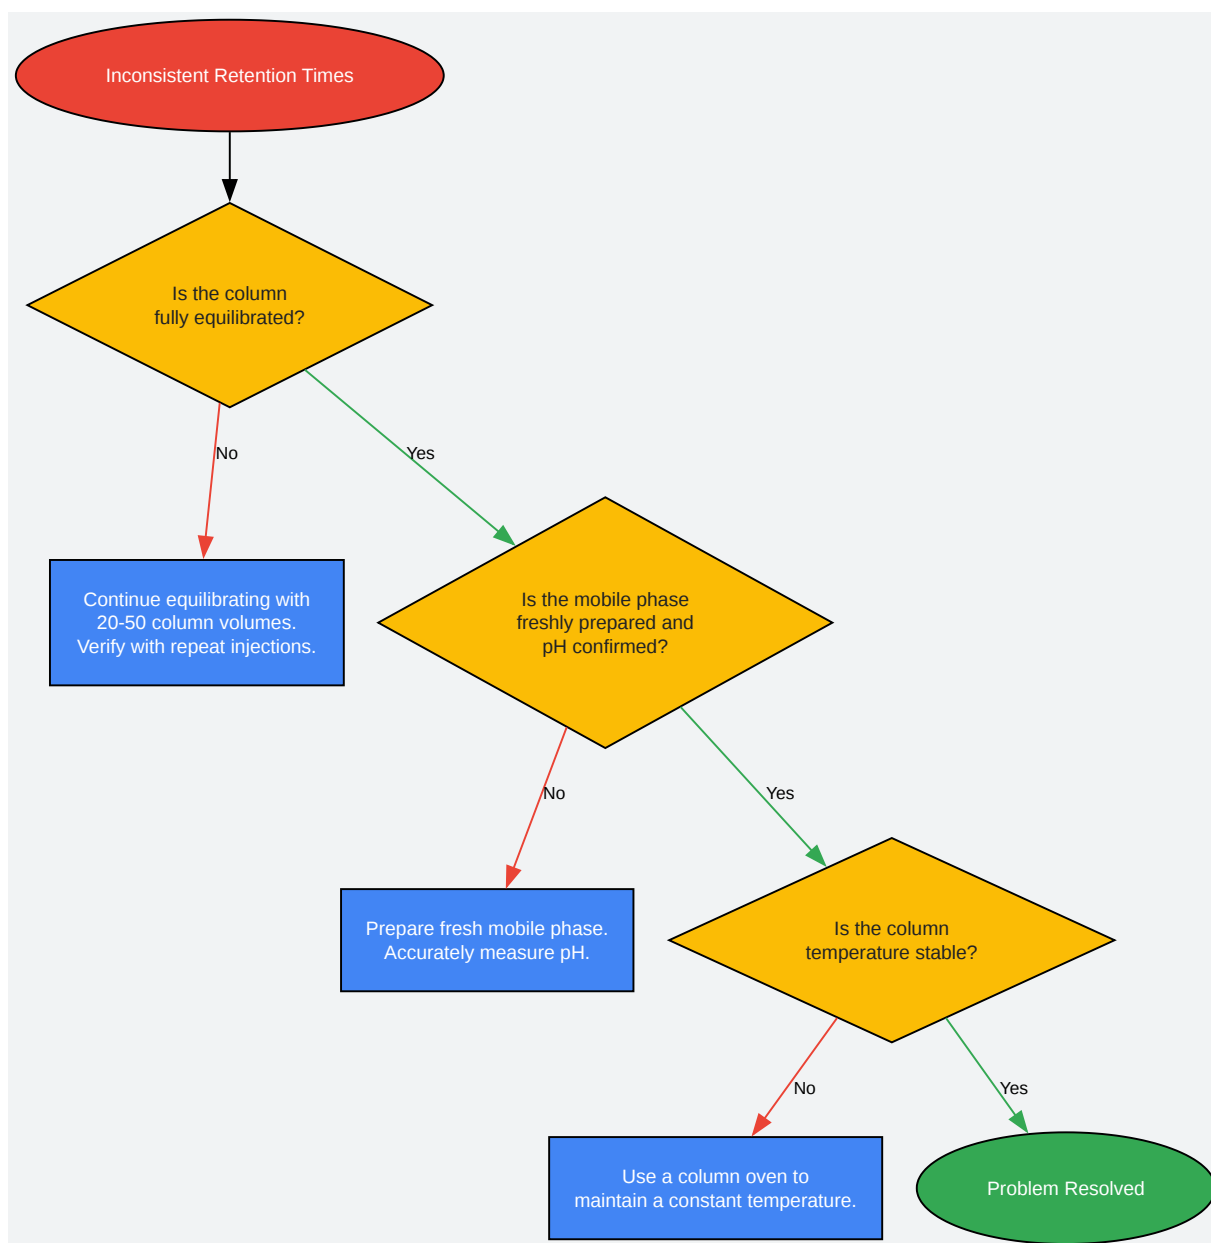 Inconsistent Retention Times
Is the column
fully equilibrated?
No
Yes
Continue equilibrating with
20-50 column volumes.
Verify with repeat injections.
Is the mobile phase
freshly prepared and
pH confirmed?
No
Yes
Prepare fresh mobile phase.
Accurately measure pH.
Is the column
temperature stable?
No
Yes
Use a column oven to
maintain a constant temperature.
Problem Resolved